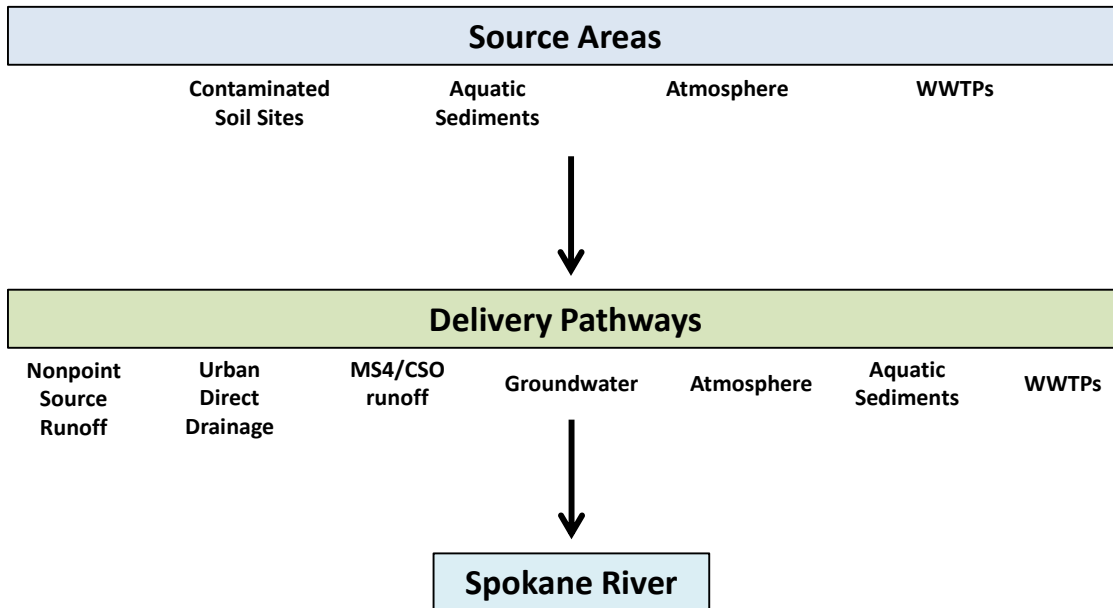 Source Areas
Contaminated
Soil Sites
Aquatic
Sediments
Atmosphere
WWTPs
Delivery Pathways
Nonpoint
Source
Runoff
Urban
Direct
Drainage
MS4/CSO
runoff
Groundwater
Atmosphere
Aquatic
Sediments
WWTPs
Spokane River